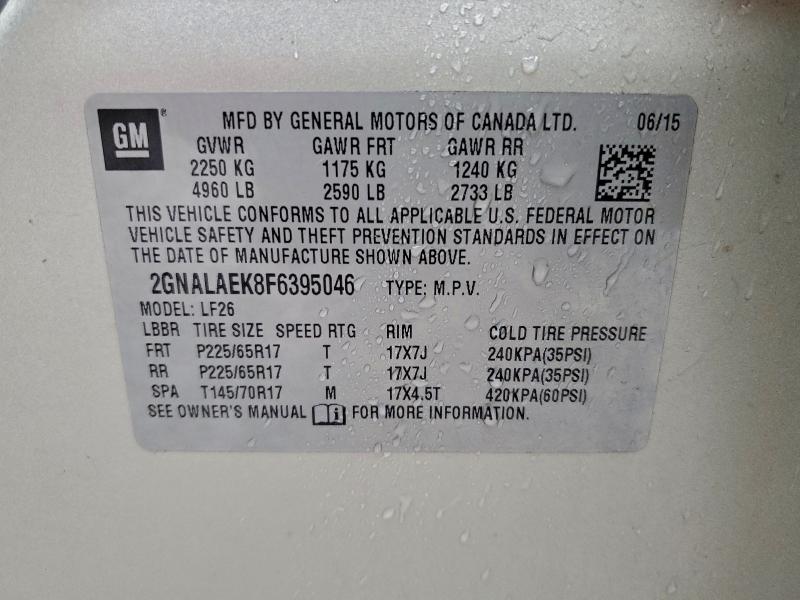 GM ® MFD BY GENERAL MOTORS OF CANADA LTD. 06/15
GVWR GAWR FRT GAWR RR
2250 KG 1175 KG 1240 KG
4960 LB 2590 LB 2733 LB
THIS VEHICLE CONFORMS TO ALL APPLICABLE U.S. FEDERAL MOTOR
VEHICLE SAFETY AND THEFT PREVENTION STANDARDS IN EFFECT ON
THE DATE OF MANUFACTURE SHOWN ABOVE.
2GNALAEK8F6395046 TYPE: M.P.V.
MODEL: LF26
LBBR TIRE SIZE SPEED RTG RIM COLD TIRE PRESSURE
FRT P225/65R17 T 17X7J 240KPA(35PSI)
RR P225/65R17 T 17X7J 240KPA(35PSI)
SPA T145/70R17 M 17X4.5T 420KPA(60PSI)
SEE OWNER'S MANUAL i FOR MORE INFORMATION.